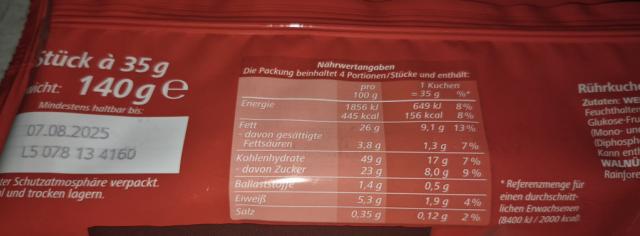 Stück à 35 g
140 g e
Mindestens haltbar bis:
07.08.2025
L5 078 13 4160
Schutzatmosphäre verpackt.
und trocken lagern.
Nährwertangaben
Die Packung beinhaltet 4 Portionen/Stücke und enthält:
pro 1 Kuchen
100 g = 35 g %*
Energie 1856 kJ 649 kJ 8%
445 kcal 156 kcal 8%
Fett 26 g 9,1 g 13%
- davon gesättigte
Fettsäuren 3,8 g 1,3 g 7%
Kohlenhydrate 49 g 17 g 7%
- davon Zucker 23 g 8,0 g 9%
Ballaststoffe 1,4 g 0,5 g
Eiweiß 5,3 g 1,9 g 4%
Salz 0,35 g 0,12 g 2%
Rührkuch
Zutaten: WE
Feuchthalte
Glukose-Fru
(Mono- un
(Diphosph
Kann enth
WALNÜ
Rainfore
* Referenzmenge für
einen durchschnitt-
lichen Erwachsenen
(8400 kJ / 2000 kcal)